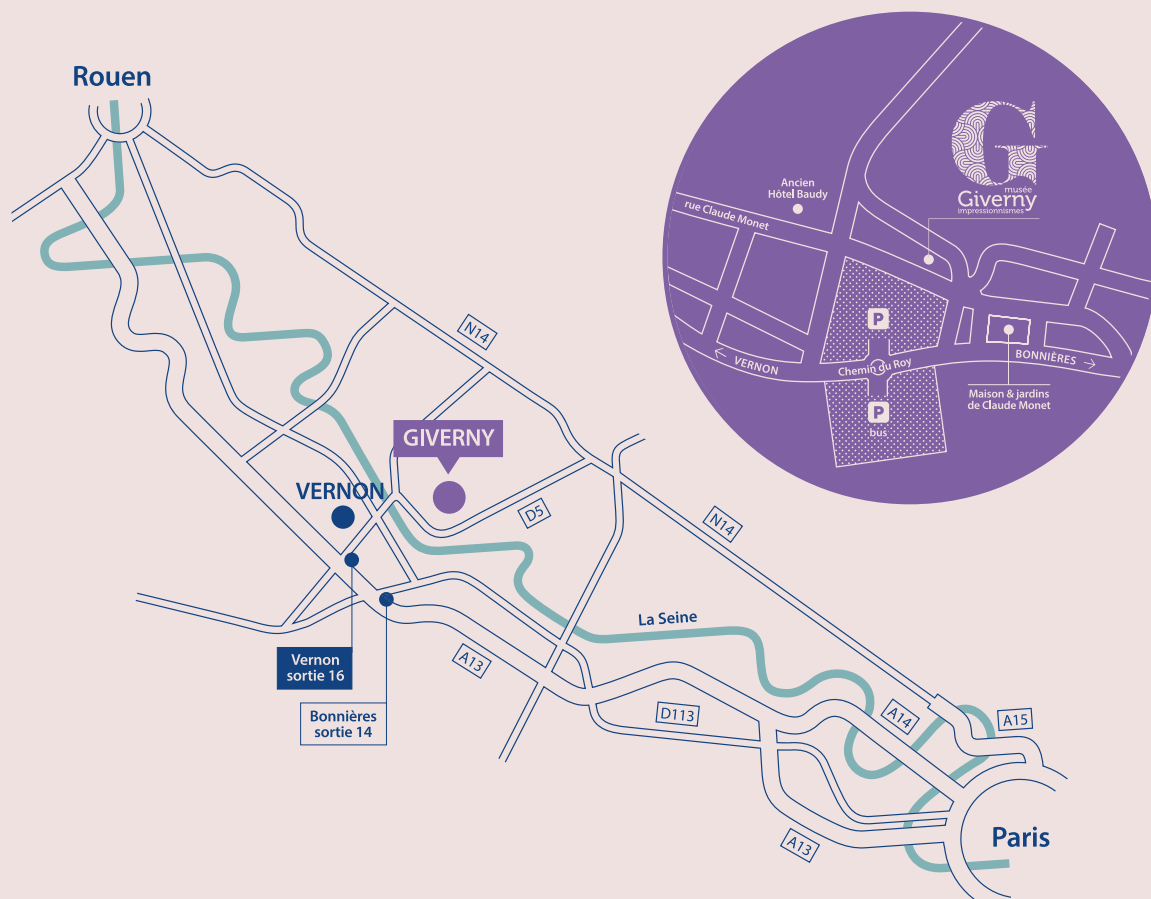 Rouen
N14
GIVERNY
VERNON
D5
N14
La Seine
Vernon
sortie 16
A13
Bonnières
sortie 14
D113
A14
A15
A13
Paris
G
musée
Giverny
impressionnismes
Ancien
Hôtel Baudy
rue Claude Monet
P
← VERNON
Chemin du Roy
BONNIÈRES →
P
bus
Maison & jardins
de Claude Monet